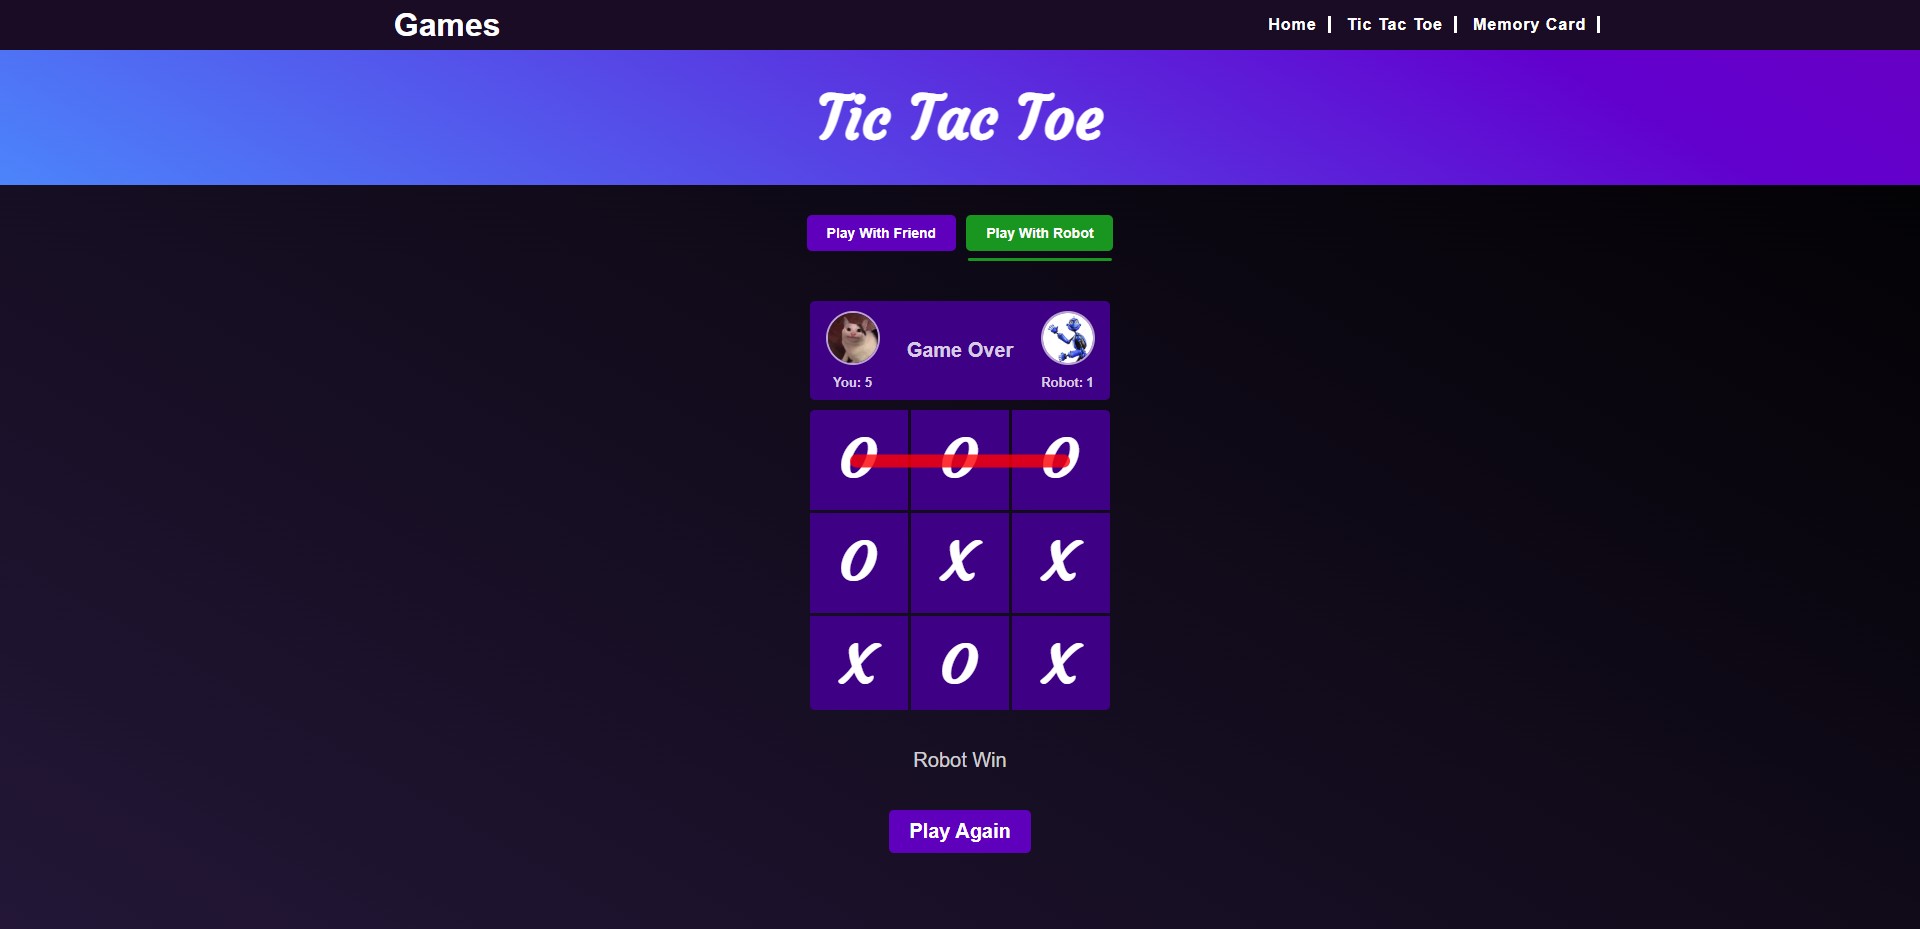 Games
Home | Tic Tac Toe | Memory Card |
Tic Tac Toe
Play With Friend Play With Robot
Game Over
You: 5 Robot: 1
O O O
O X X
X O X
Robot Win
Play Again